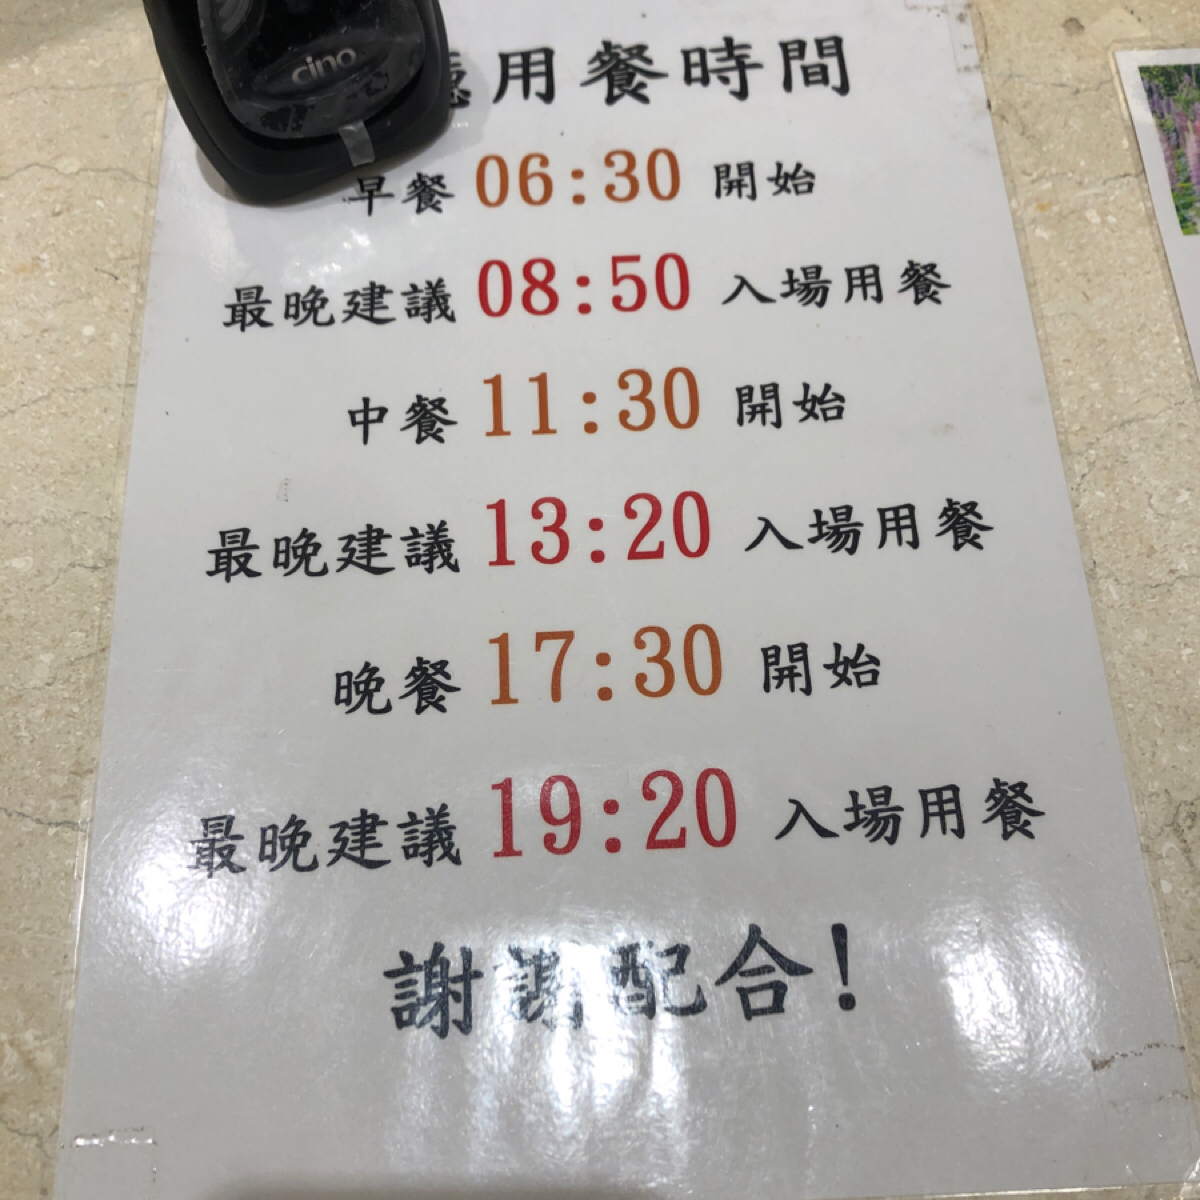 cino
用餐時間
早餐 06:30 開始
最晚建議 08:50 入場用餐
中餐 11:30 開始
最晚建議 13:20 入場用餐
晚餐 17:30 開始
最晚建議 19:20 入場用餐
謝謝配合!